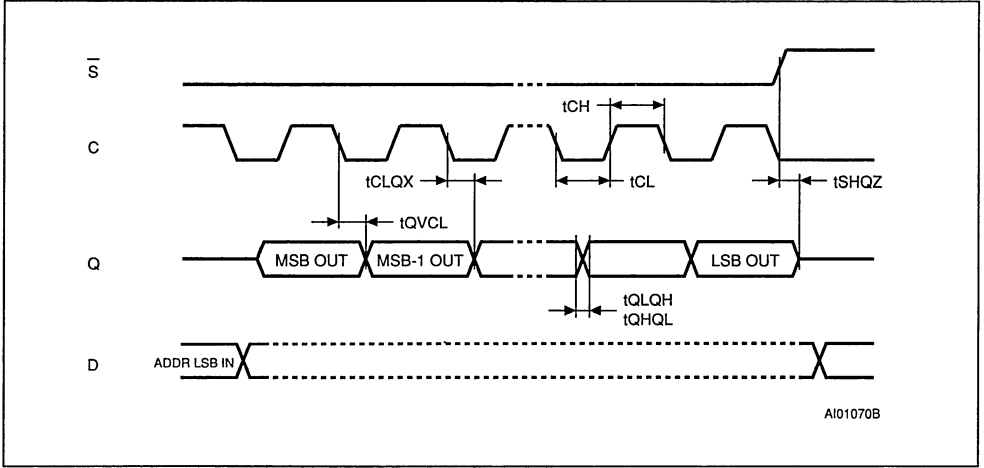 S̅
tCH
C
tCLQX
tCL
tSHQZ
tQVCL
Q
MSB OUT
MSB-1 OUT
LSB OUT
tQLQH
tQHQL
D
ADDR LSB IN
AI01070B